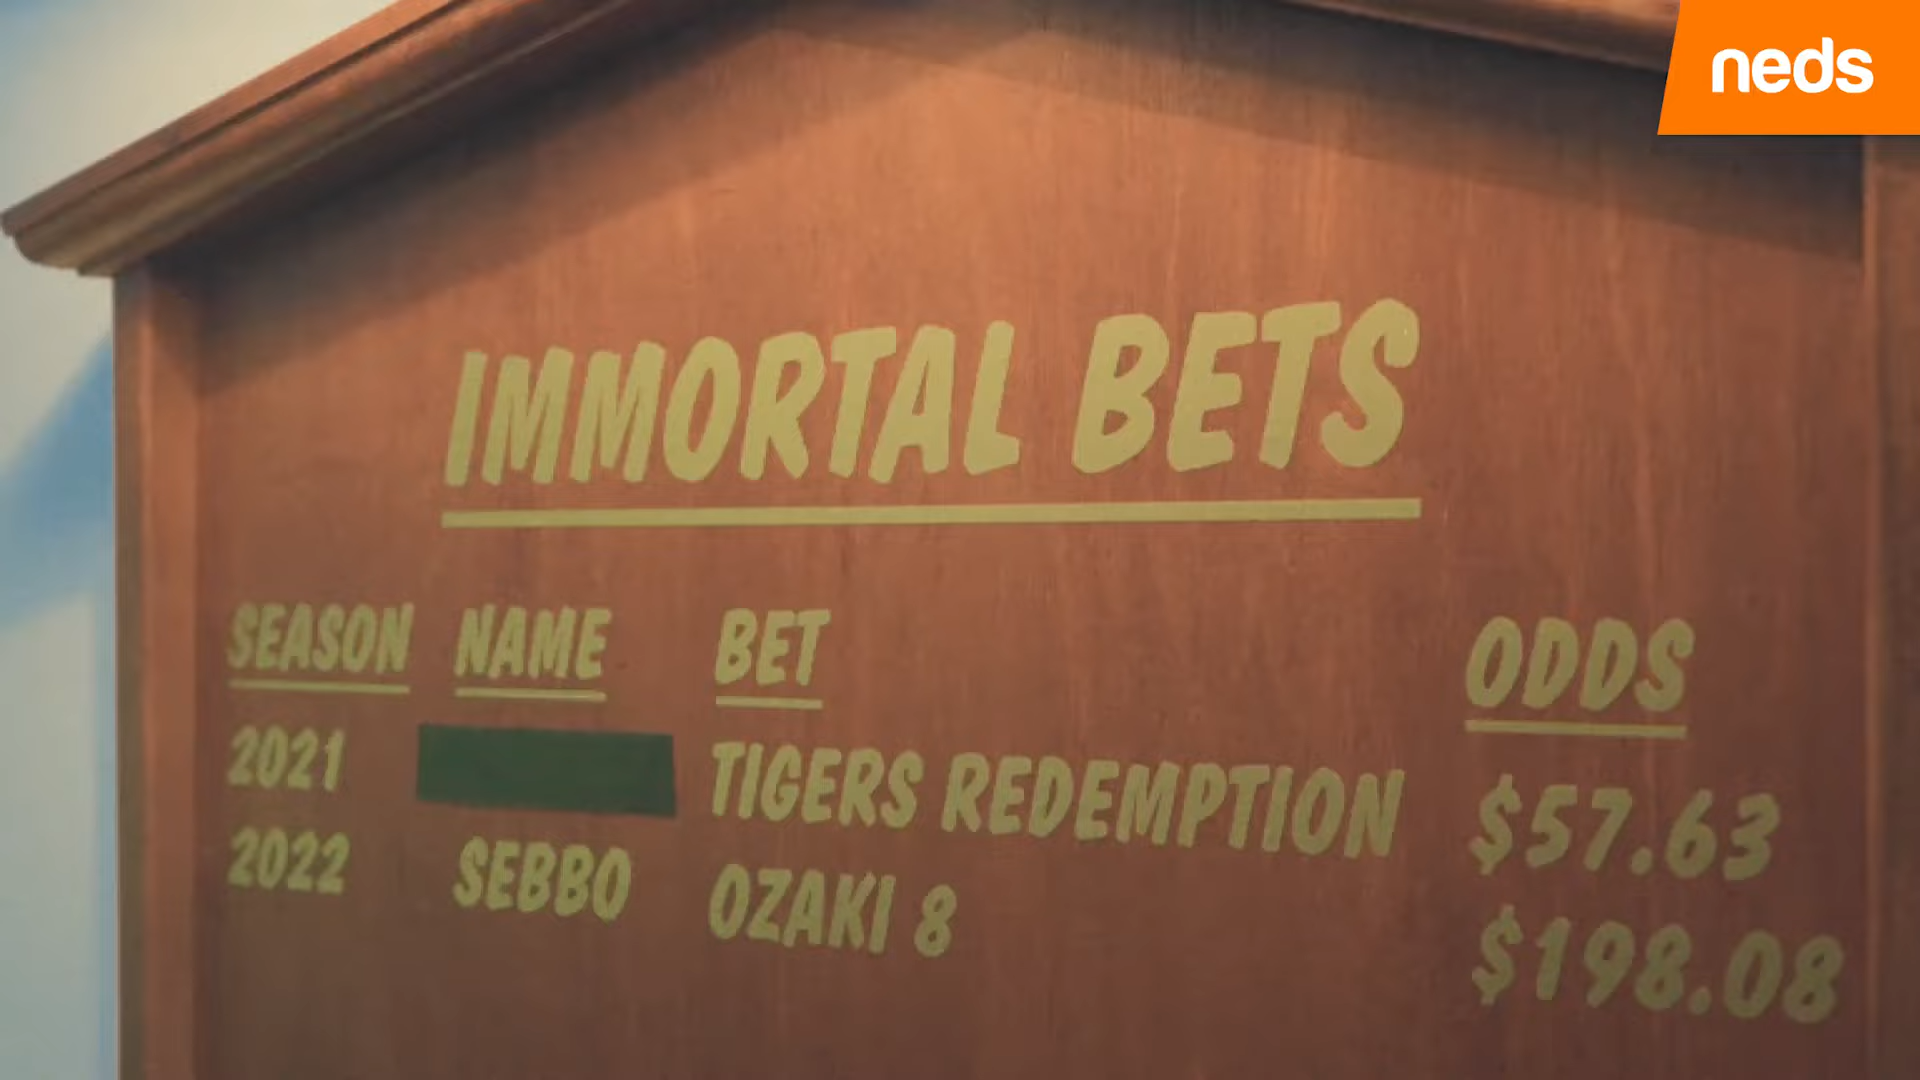 neds
IMMORTAL BETS
SEASON NAME BET ODDS
2021 TIGERS REDEMPTION $57.63
2022 SEBBO OZAKI 8 $198.08